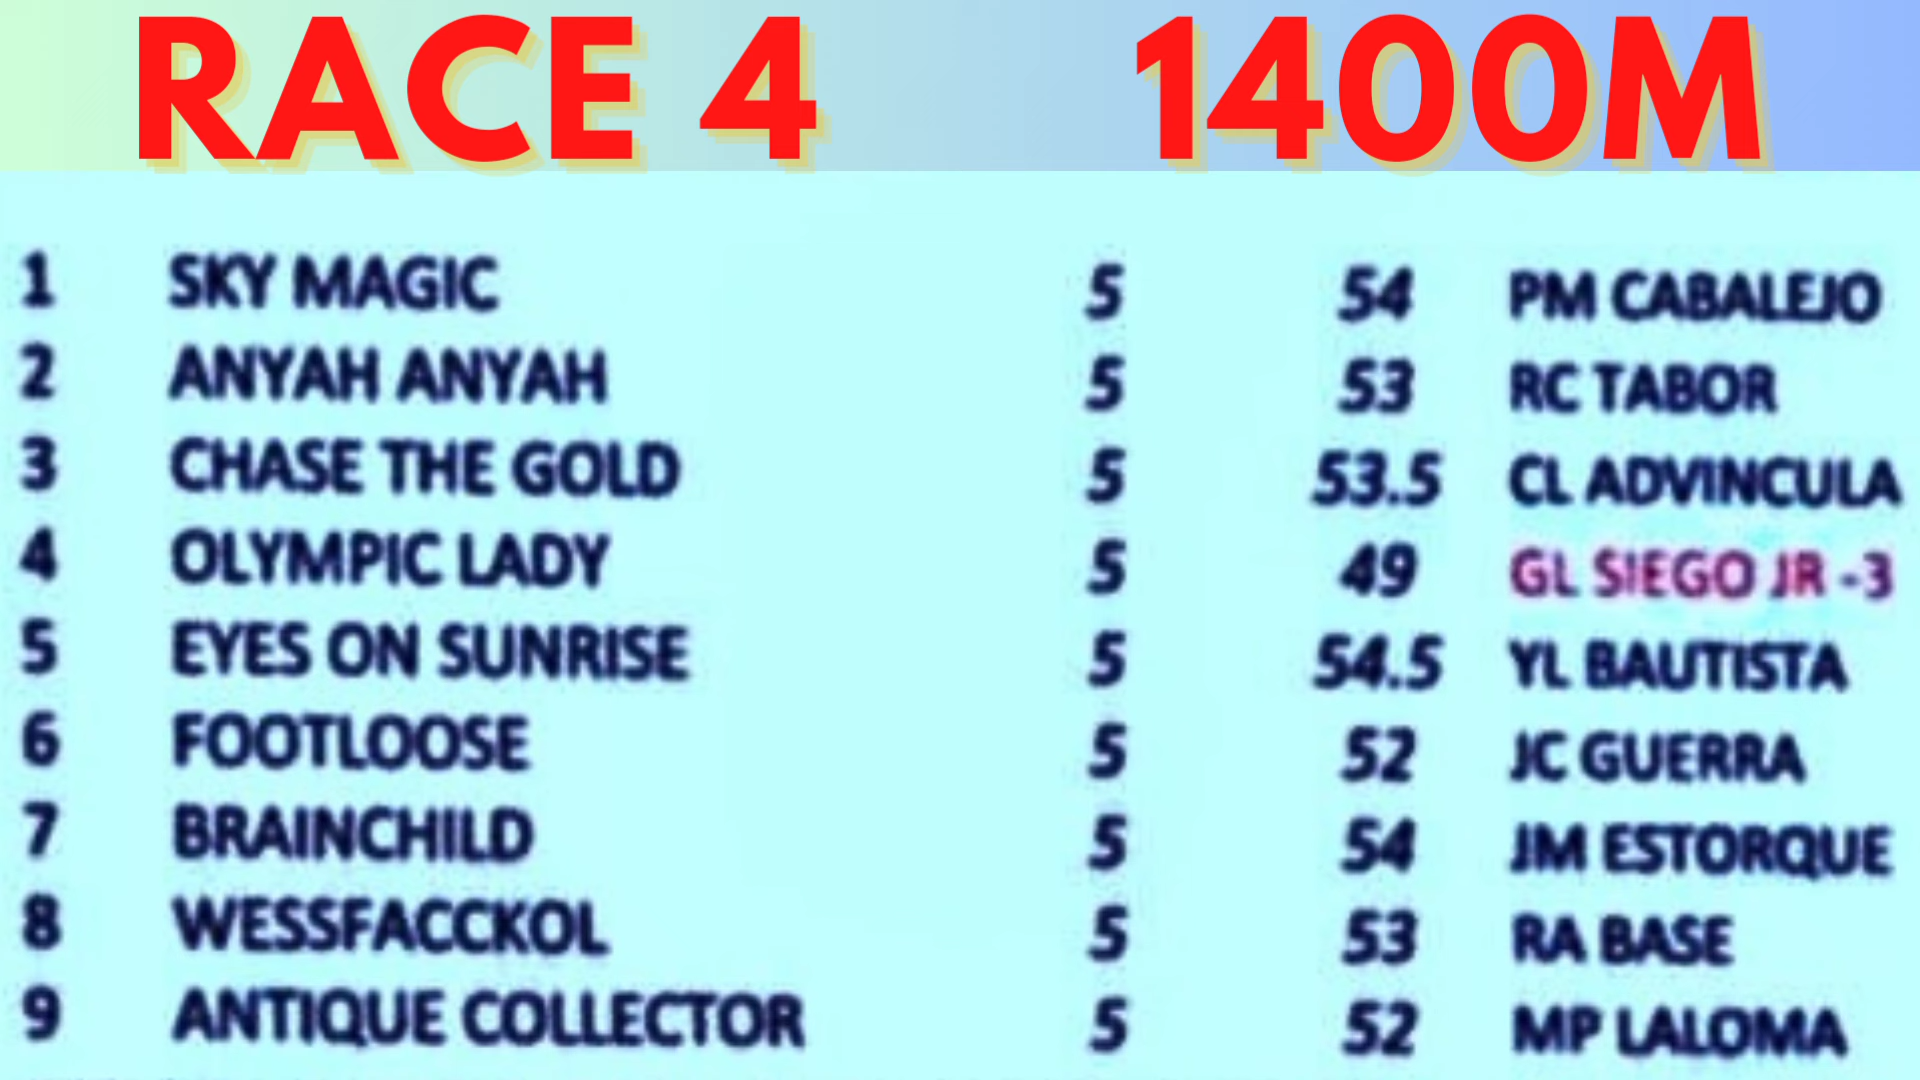 RACE 4 1400M
1 SKY MAGIC 5 54 PM CABALEJO
2 ANYAH ANYAH 5 53 RC TABOR
3 CHASE THE GOLD 5 53.5 CL ADVINCULA
4 OLYMPIC LADY 5 49 GL SIEGO JR -3
5 EYES ON SUNRISE 5 54.5 YL BAUTISTA
6 FOOTLOOSE 5 52 JC GUERRA
7 BRAINCHILD 5 54 JM ESTORQUE
8 WESSFACCKOL 5 53 RA BASE
9 ANTIQUE COLLECTOR 5 52 MP LALOMA